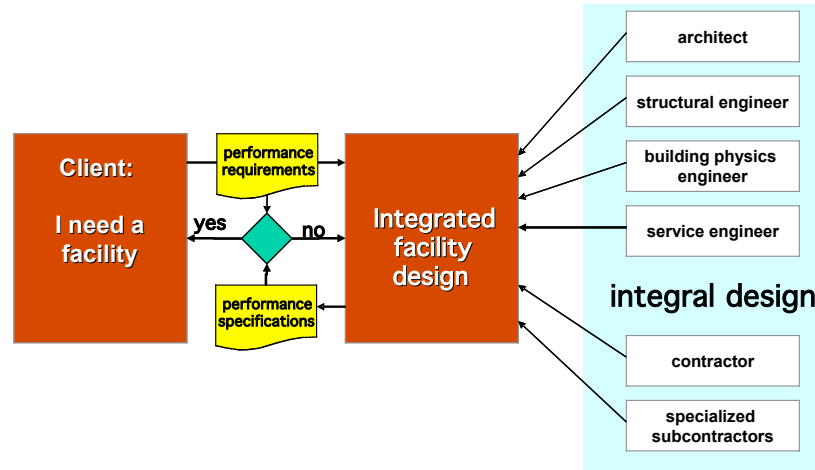 Client:
I need a
facility
performance
requirements
yes
no
performance
specifications
Integrated
facility
design
architect
structural engineer
building physics
engineer
service engineer
integral design
contractor
specialized
subcontractors